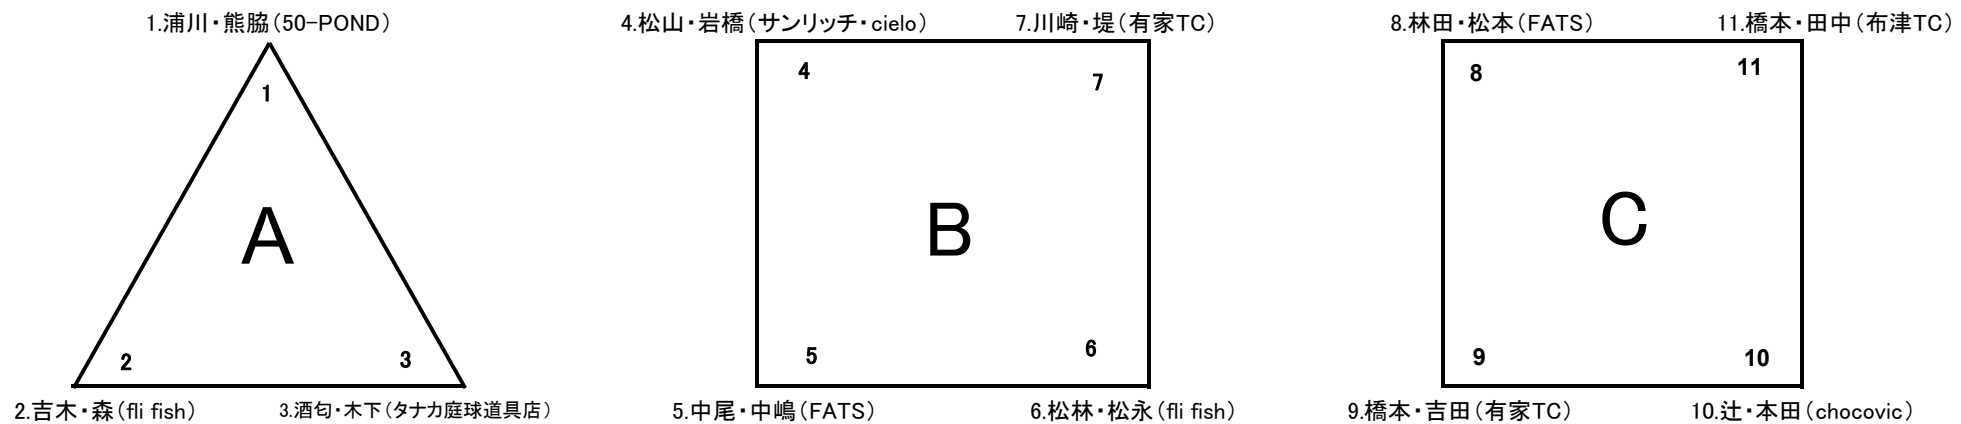 1.浦川・熊脇(50-POND)
1
A
2
3
2.吉木・森(fli fish)
3.酒匂・木下(タナカ庭球道具店)
4.松山・岩橋(サンリッチ・cielo)
7.川崎・堤(有家TC)
4
7
B
5
6
5.中尾・中嶋(FATS)
6.松林・松永(fli fish)
8.林田・松本(FATS)
11.橋本・田中(布津TC)
8
11
C
9
10
9.橋本・吉田(有家TC)
10.辻・本田(chocovic)